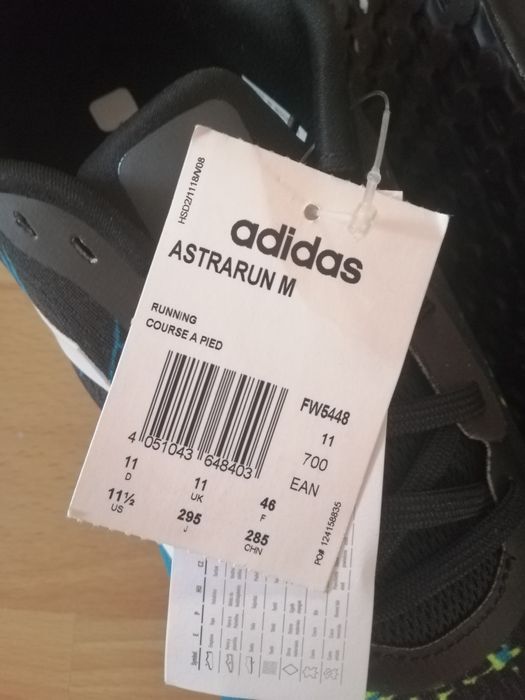 HSD2/1118/V08
adidas
ASTRARUN M
RUNNING
COURSE A PIED
FW5448
11
700
EAN
4 051043 648403
11 11 46
D UK F
11½ 295 285
US J CHN
PO# 124158835